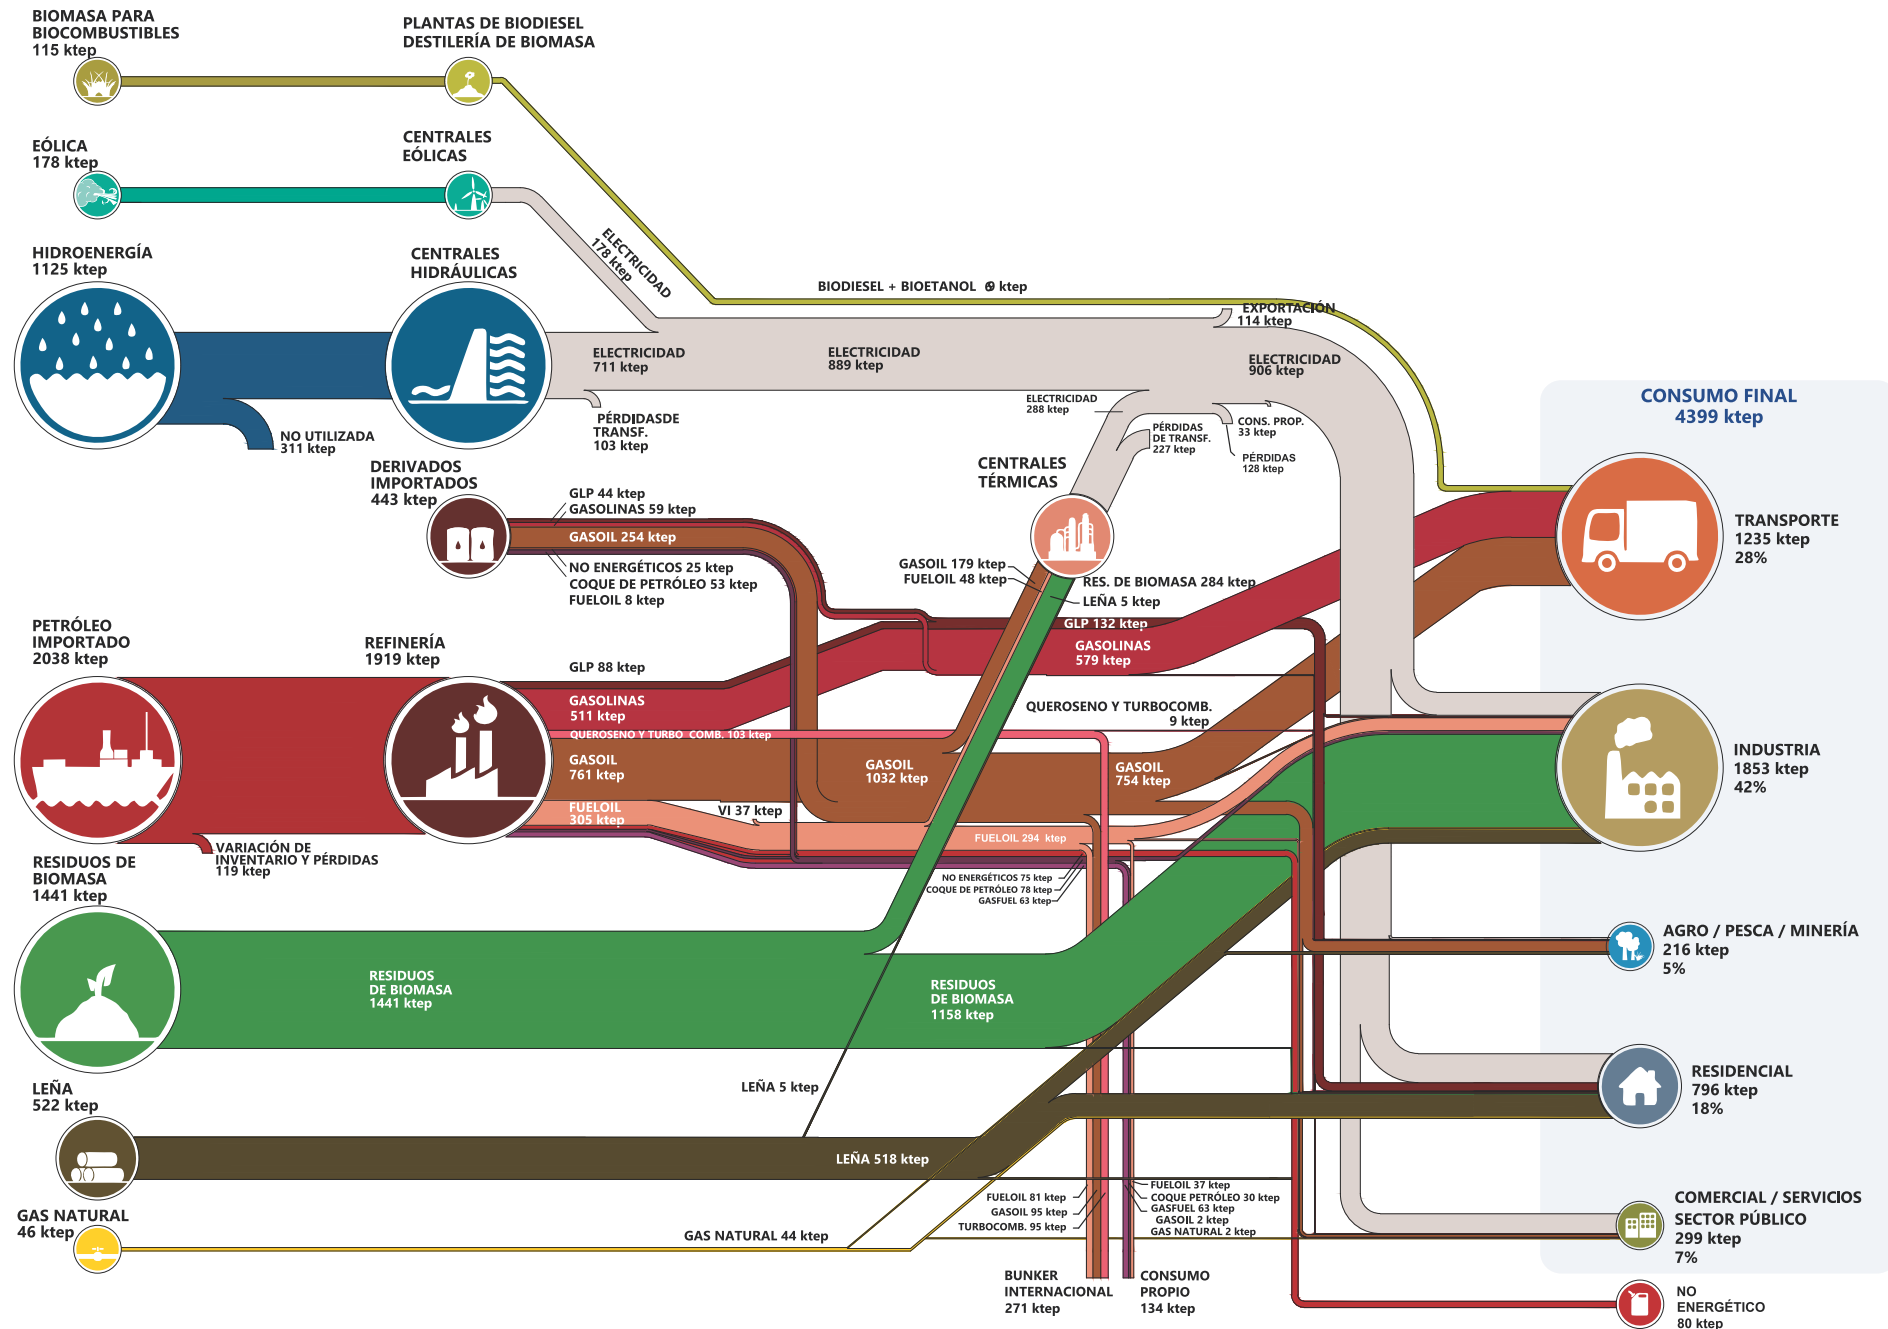 BIOMASA PARA
BIOCOMBUSTIBLES
115 ktep
PLANTAS DE BIODIESEL
DESTILERÍA DE BIOMASA
EÓLICA
178 ktep
CENTRALES
EÓLICAS
ELECTRICIDAD
178 ktep
HIDROENERGÍA
1125 ktep
CENTRALES
HIDRÁULICAS
BIODIESEL + BIOETANOL
ktep
EXPORTACIÓN
114 ktep
ELECTRICIDAD
711 ktep
ELECTRICIDAD
889 ktep
ELECTRICIDAD
906 ktep
NO UTILIZADA
311 ktep
PÉRDIDASDE
TRANSF.
103 ktep
ELECTRICIDAD
288 ktep
PÉRDIDAS
DE TRANSF.
227 ktep
CONS. PROP.
33 ktep
PÉRDIDAS
128 ktep
CONSUMO FINAL
4399 ktep
DERIVADOS
IMPORTADOS
443 ktep
GLP 44 ktep
GASOLINAS 59 ktep
GASOIL 254 ktep
NO ENERGÉTICOS 25 ktep
COQUE DE PETRÓLEO 53 ktep
FUELOIL 8 ktep
CENTRALES
TÉRMICAS
GASOIL 179 ktep
FUELOIL 48 ktep
RES. DE BIOMASA 284 ktep
LEÑA 5 ktep
TRANSPORTE
1235 ktep
28%
PETRÓLEO
IMPORTADO
2038 ktep
REFINERÍA
1919 ktep
GLP 88 ktep
GLP 132 ktep
GASOLINAS
511 ktep
GASOLINAS
579 ktep
QUEROSENO Y TURBO COMB. 103 ktep
QUEROSENO Y TURBOCOMB.
9 ktep
GASOIL
761 ktep
GASOIL
1032 ktep
GASOIL
754 ktep
FUELOIL
305 ktep
VI 37 ktep
FUELOIL 294 ktep
INDUSTRIA
1853 ktep
42%
VARIACIÓN DE
INVENTARIO Y PÉRDIDAS
119 ktep
NO ENERGÉTICOS 75 ktep
COQUE DE PETRÓLEO 78 ktep
GASFUEL 63 ktep
RESIDUOS DE
BIOMASA
1441 ktep
RESIDUOS
DE BIOMASA
1441 ktep
RESIDUOS
DE BIOMASA
1158 ktep
AGRO / PESCA / MINERÍA
216 ktep
5%
LEÑA
522 ktep
LEÑA 5 ktep
LEÑA 518 ktep
RESIDENCIAL
796 ktep
18%
GAS NATURAL
46 ktep
GAS NATURAL 44 ktep
FUELOIL 81 ktep
GASOIL 95 ktep
TURBOCOMB. 95 ktep
FUELOIL 37 ktep
COQUE PETRÓLEO 30 ktep
GASFUEL 63 ktep
GASOIL 2 ktep
GAS NATURAL 2 ktep
BUNKER
INTERNACIONAL
271 ktep
CONSUMO
PROPIO
134 ktep
COMERCIAL / SERVICIOS
SECTOR PÚBLICO
299 ktep
7%
NO
ENERGÉTICO
80 ktep